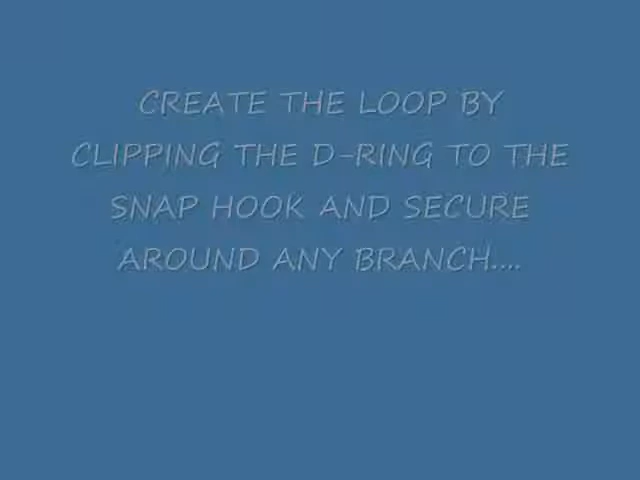 CREATE THE LOOP BY
CLIPPING THE D-RING TO THE
SNAP HOOK AND SECURE
AROUND ANY BRANCH....